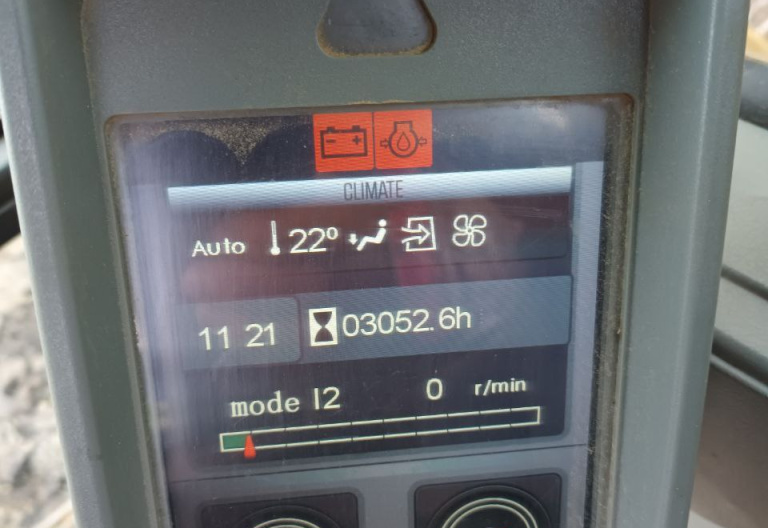 CLIMATE
Auto 22°
11 21 03052.6h
mode I2 0 r/min